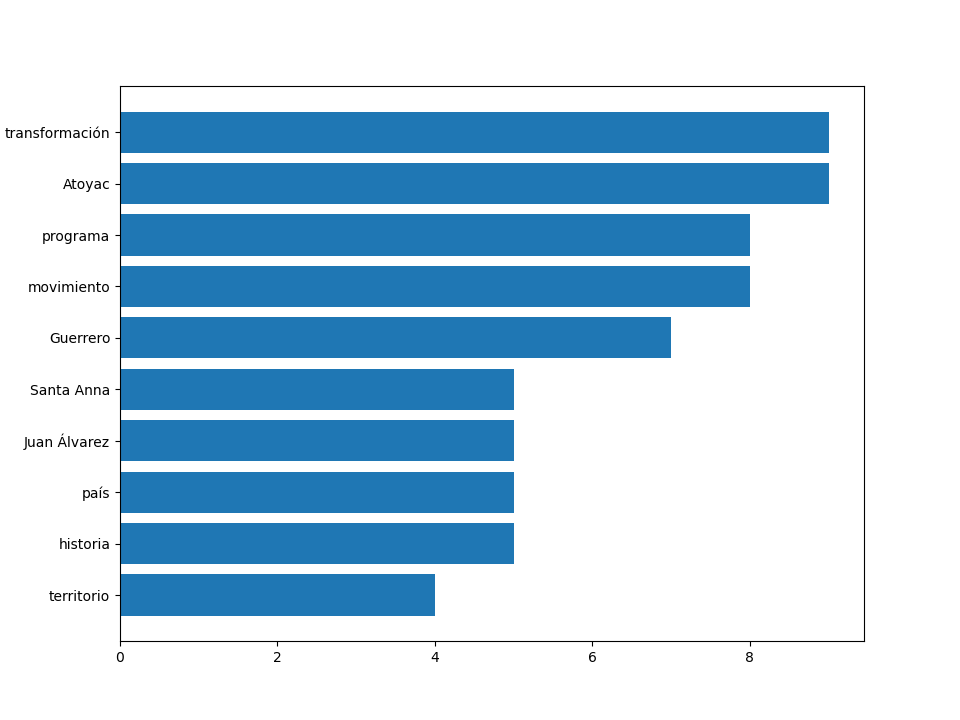 transformación
Atoyac
programa
movimiento
Guerrero
Santa Anna
Juan Álvarez
país
historia
territorio
0 2 4 6 8